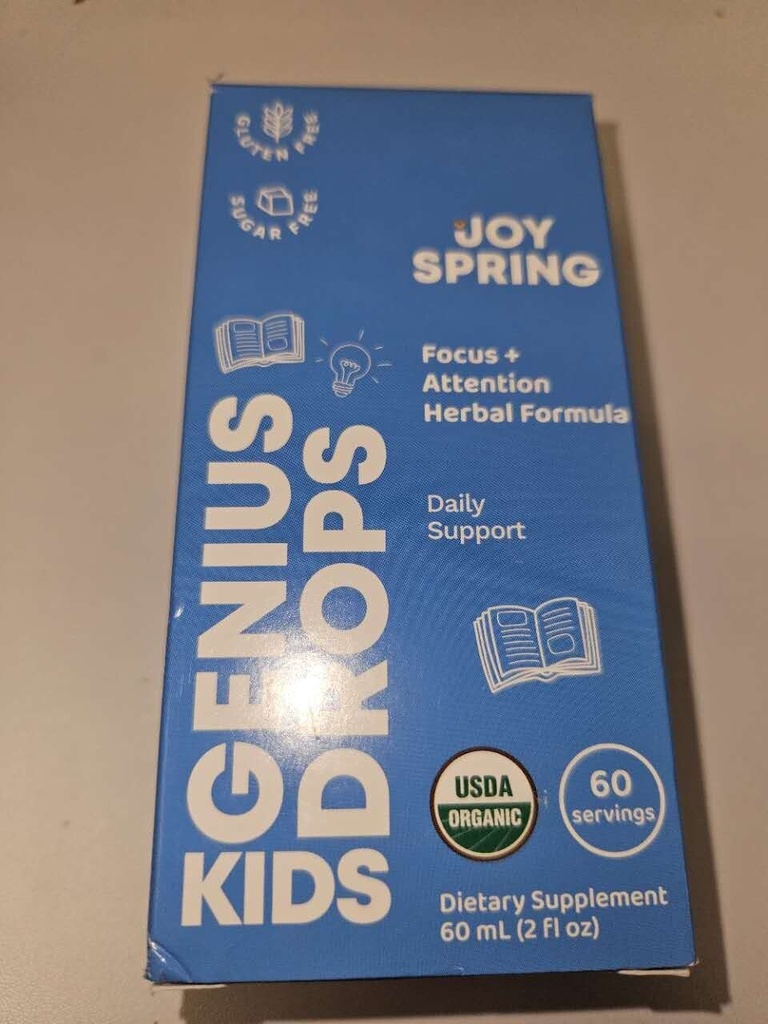 GLUTEN FREE
SUGAR FREE
JOY
SPRING
Focus +
Attention
Herbal Formula
Daily
Support
GENIUS
DROPS
KIDS
USDA
ORGANIC
60
servings
Dietary Supplement
60 mL (2 fl oz)